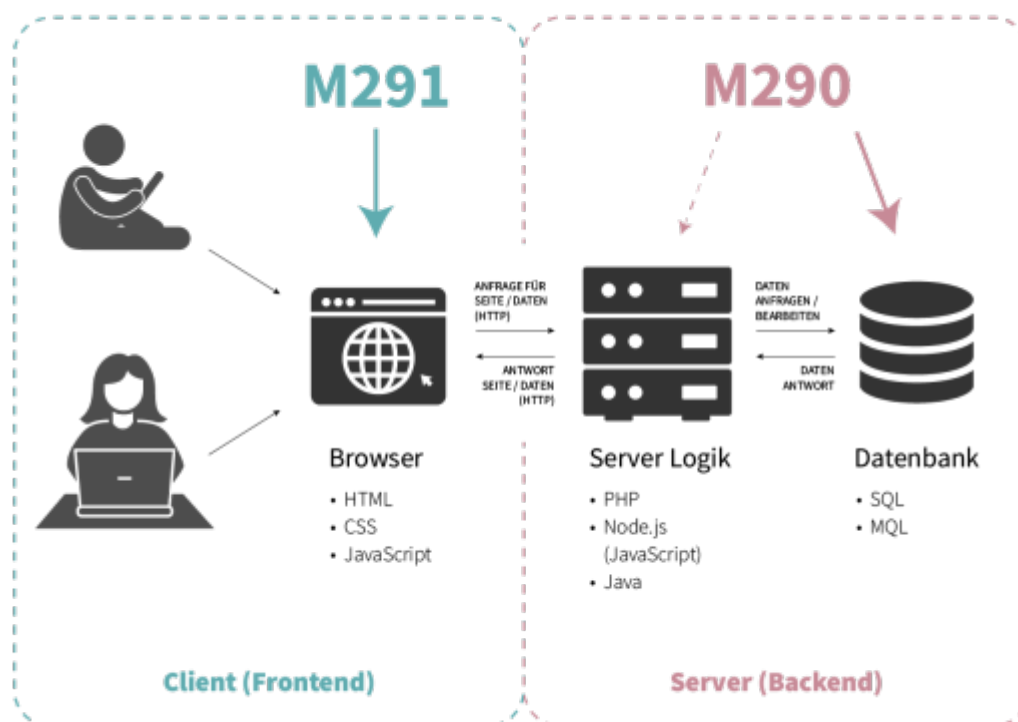 M291
M290
ANFRAGE FÜR
SEITE / DATEN
(HTTP)
ANTWORT
SEITE / DATEN
(HTTP)
DATEN
ANFRAGEN /
BEARBEITEN
DATEN
ANTWORT
Browser
• HTML
• CSS
• JavaScript
Server Logik
• PHP
• Node.js
(JavaScript)
• Java
Datenbank
• SQL
• MQL
Client (Frontend)
Server (Backend)